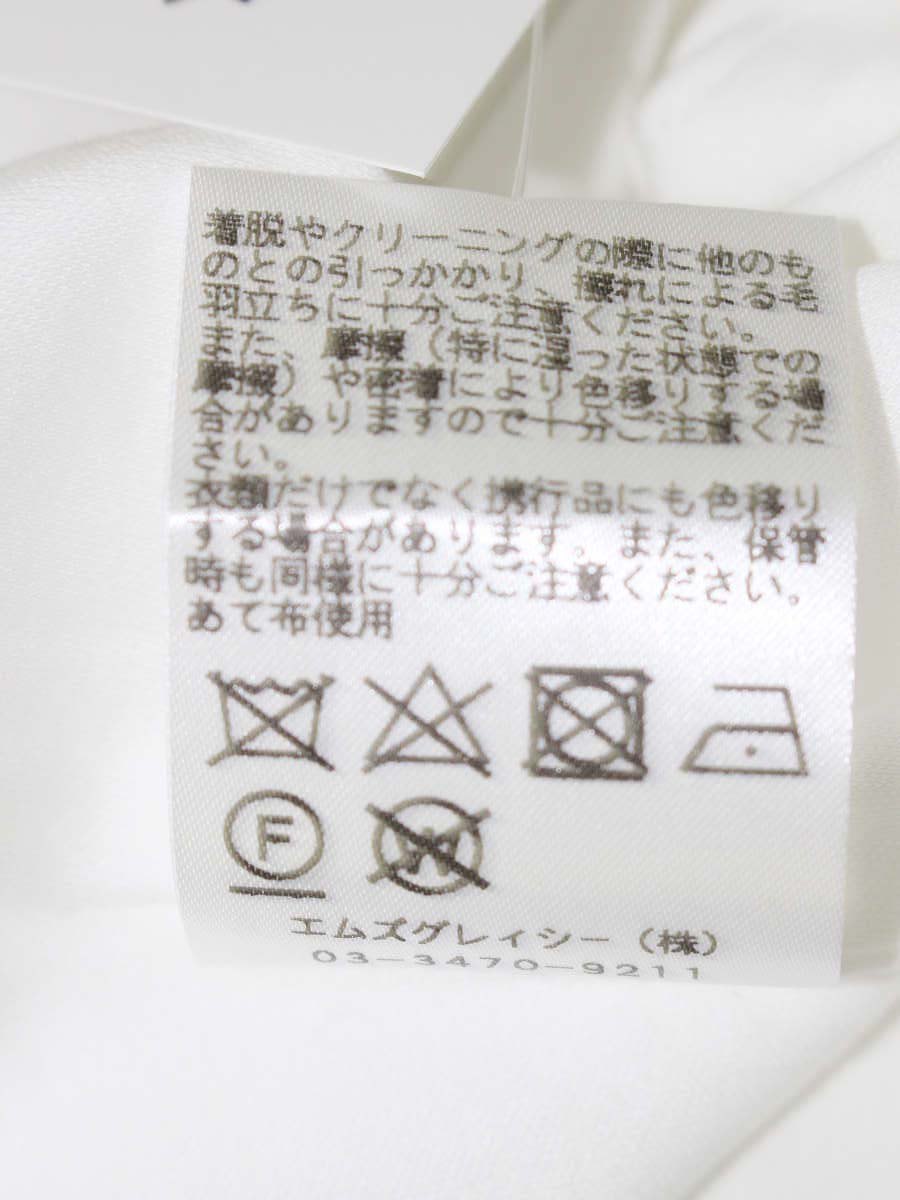 着脱やクリーニングの際に他のも
のとの引っかかり、擦れによる毛
羽立ちに十分ご注意ください。
また、摩擦（特に湿った状態での
摩擦）や密着により色移りする場
合がありますので十分ご注意くだ
さい。
衣類だけでなく携行品にも色移り
する場合があります。また、保管
時も同様に十分ご注意ください。
あて布使用
F
W
エムズグレイシー（株）
03-3470-9211